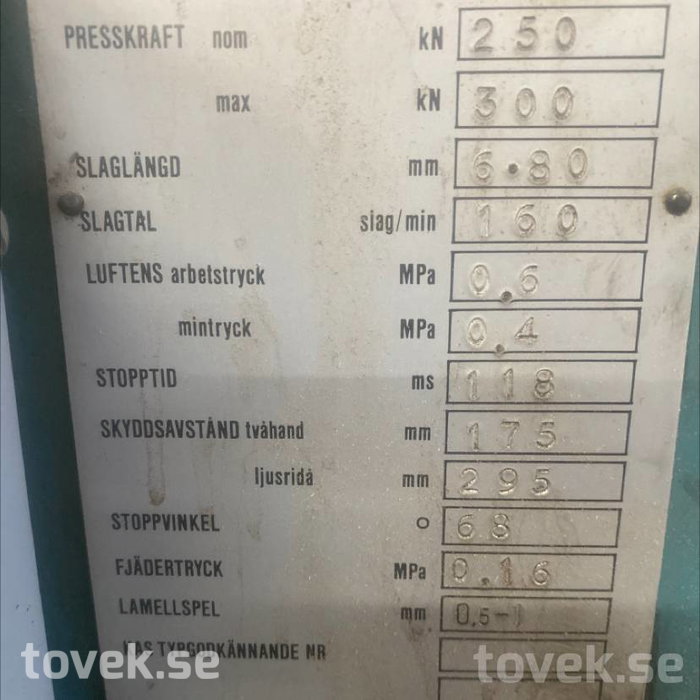 PRESSKRAFT nom kN 250
max kN 300
SLAGLÄNGD mm 6.80
SLAGTAL slag/min 160
LUFTENS arbetstryck MPa 0.6
mintryck MPa 0.4
STOPPTID ms 118
SKYDDSAVSTÅND tvåhand mm 175
ljusridå mm 295
STOPPVINKEL o 68
FJÄDERTRYCK MPa 0.16
LAMELLSPEL mm 0,5-1
KAS TYPGODKÄNNANDE NR
tovek.se tovek.se